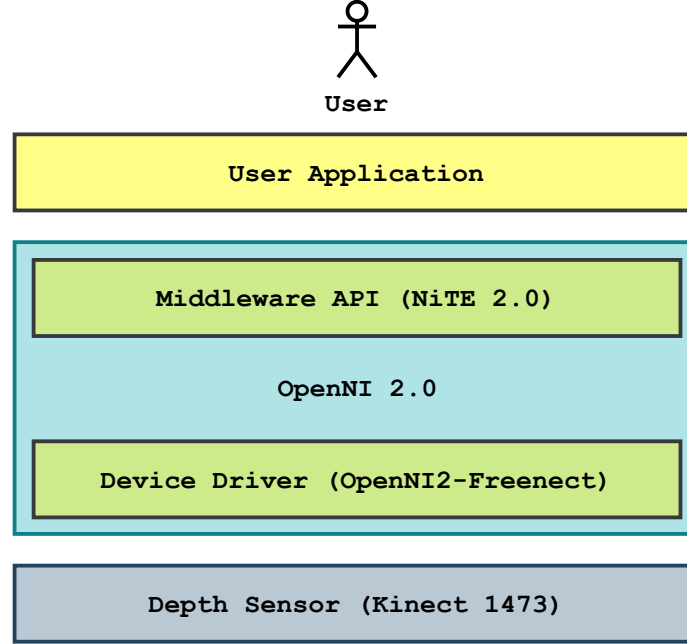 User
User Application
Middleware API (NiTE 2.0)
OpenNI 2.0
Device Driver (OpenNI2-Freenect)
Depth Sensor (Kinect 1473)